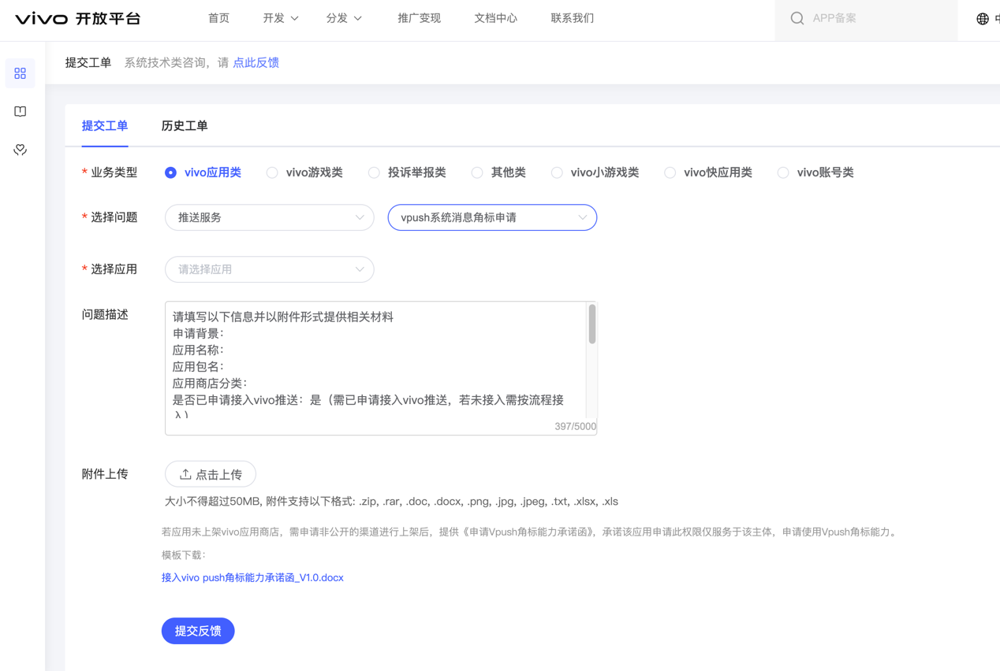 vivo 开放平台
首页 开发 分发 推广变现 文档中心 联系我们 APP备案
提交工单 系统技术类咨询，请 点此反馈
提交工单 历史工单
* 业务类型 vivo应用类 vivo游戏类 投诉举报类 其他类 vivo小游戏类 vivo快应用类 vivo账号类
* 选择问题 推送服务 vpush系统消息角标申请
* 选择应用 请选择应用
问题描述
请填写以下信息并以附件形式提供相关材料
申请背景：
应用名称：
应用包名：
应用商店分类：
是否已申请接入vivo推送：是（需已申请接入vivo推送，若未接入需按流程接
入）
397/5000
附件上传 点击上传
大小不得超过50MB, 附件支持以下格式: .zip, .rar, .doc, .docx, .png, .jpg, .jpeg, .txt, .xlsx, .xls
若应用未上架vivo应用商店，需申请非公开的渠道进行上架后，提供《申请Vpush角标能力承诺函》，承诺该应用申请此权限仅服务于该主体，申请使用Vpush角标能力。
模板下载：
接入vivo push角标能力承诺函_V1.0.docx
提交反馈